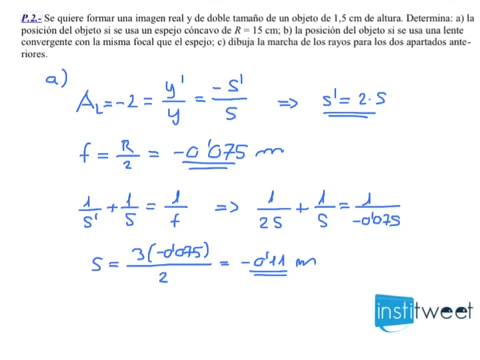 P.2.- Se quiere formar una imagen real y de doble tamaño de un objeto de 1,5 cm de altura. Determina: a) la
posición del objeto si se usa un espejo cóncavo de R = 15 cm; b) la posición del objeto si se usa una lente
convergente con la misma focal que el espejo; c) dibuja la marcha de los rayos para los dos apartados ante-
riores.
a)
A_L = -2 = y'/y = -s'/s => s' = 2·s
f = R/2 = -0'075 m
1/s' + 1/s = 1/f => 1/2s + 1/s = 1/-0'075
s = 3(-0'075)/2 = -0'11 m
institweet